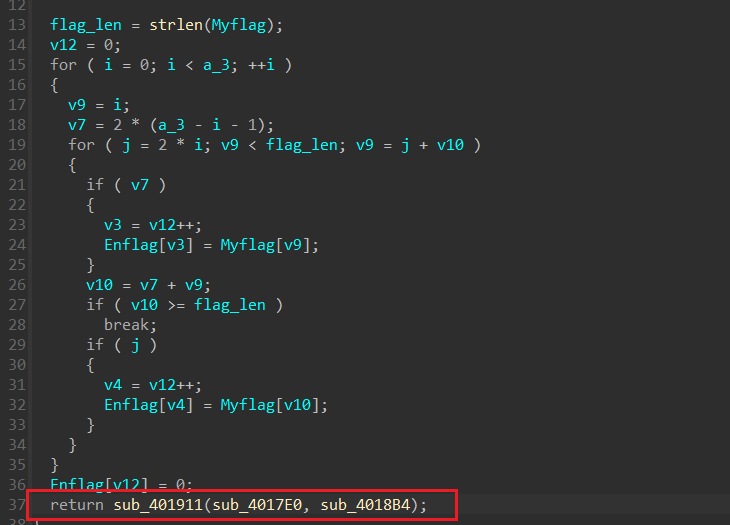 12
13 flag_len = strlen(Myflag);
14 v12 = 0;
15 for ( i = 0; i < a_3; ++i )
16 {
17 v9 = i;
18 v7 = 2 * (a_3 - i - 1);
19 for ( j = 2 * i; v9 < flag_len; v9 = j + v10 )
20 {
21 if ( v7 )
22 {
23 v3 = v12++;
24 Enflag[v3] = Myflag[v9];
25 }
26 v10 = v7 + v9;
27 if ( v10 >= flag_len )
28 break;
29 if ( j )
30 {
31 v4 = v12++;
32 Enflag[v4] = Myflag[v10];
33 }
34 }
35 }
36 Enflag[v12] = 0;
37 return sub_401911(sub_4017E0, sub_4018B4);
38